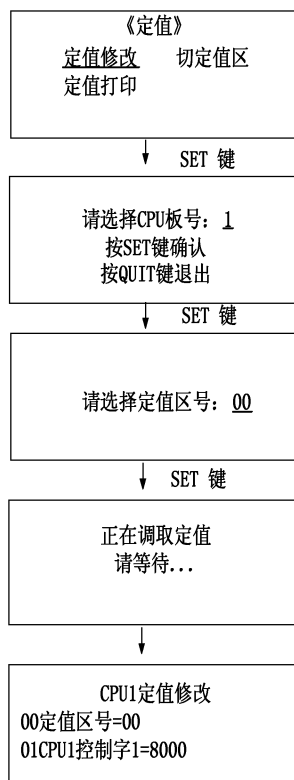 《定值》
定值修改 切定值区
定值打印
SET 键
请选择CPU板号：1
按SET键确认
按QUIT键退出
SET 键
请选择定值区号：00
SET 键
正在调取定值
请等待...
CPU1定值修改
00定值区号=00
01CPU1控制字1=8000